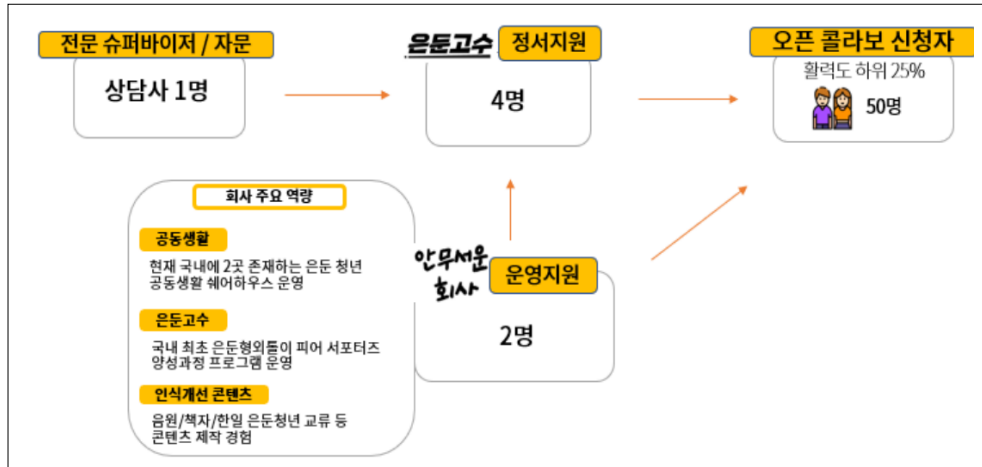 전문 슈퍼바이저 / 자문
상담사 1명
은둔고수 정서지원
4명
오픈 콜라보 신청자
활력도 하위 25%
50명
회사 주요 역량
공동생활
현재 국내에 2곳 존재하는 은둔 청년
공동생활 쉐어하우스 운영
은둔고수
국내 최초 은둔형외톨이 피어 서포터즈
양성과정 프로그램 운영
인식개선 콘텐츠
음원/책자/한일 은둔청년 교류 등
콘텐츠 제작 경험
안무서운
회사
운영지원
2명